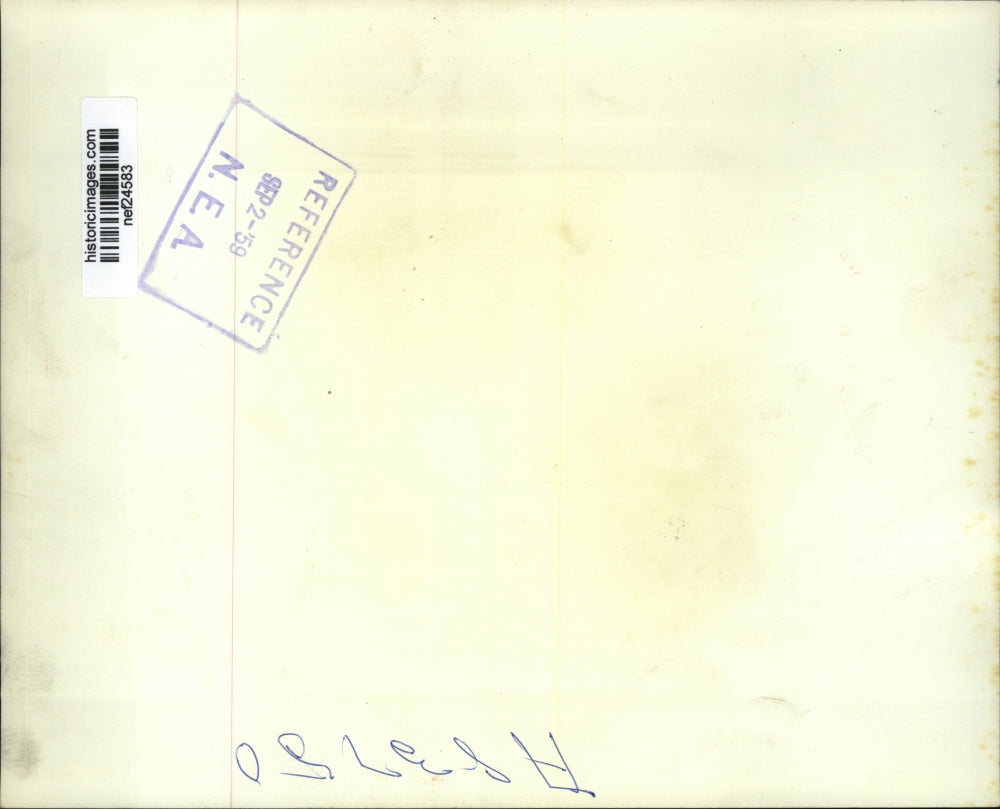 historicimages.com
nef24583
REFERENCE
SEP 2-'59
N.E.A.